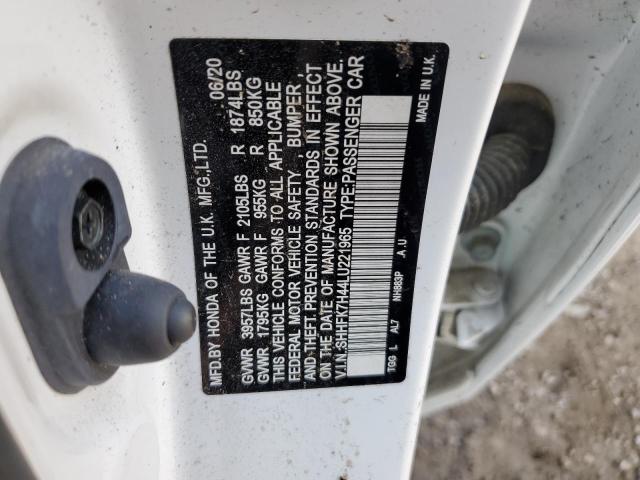 MFD.BY HONDA OF THE U.K. MFG.,LTD. 06/20
GVWR 3957LBS GAWR F 2105LBS R 1874LBS
GVWR 1795KG GAWR F 955KG R 850KG
THIS VEHICLE CONFORMS TO ALL APPLICABLE
FEDERAL MOTOR VEHICLE SAFETY , BUMPER ,
AND THEFT PREVENTION STANDARDS IN EFFECT
ON THE DATE OF MANUFACTURE SHOWN ABOVE.
V.I.N.:SHHFK7H44LU221965 TYPE:PASSENGER CAR
TGG L A17 NH883P A.U MADE IN U.K.